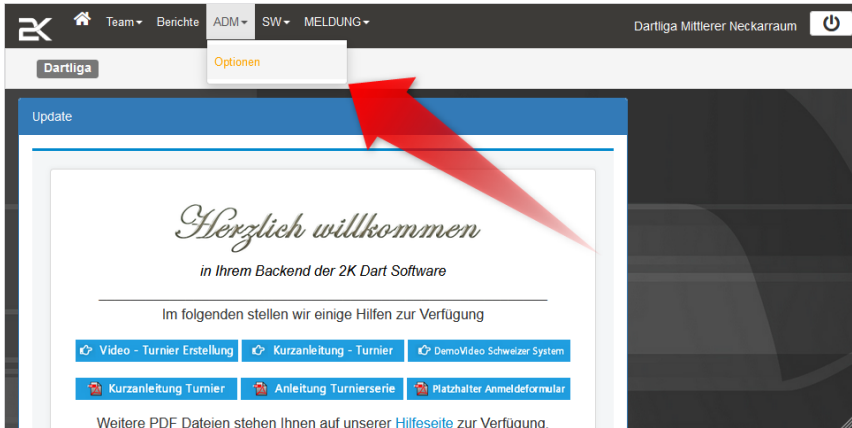 2K Team Berichte ADM SW MELDUNG Dartliga Mittlerer Neckarraum
Optionen
Dartliga
Update
Herzlich willkommen
in Ihrem Backend der 2K Dart Software
Im folgenden stellen wir einige Hilfen zur Verfügung
Video - Turnier Erstellung Kurzanleitung - Turnier DemoVideo Schweizer System
Kurzanleitung Turnier Anleitung Turnierserie Platzhalter Anmeldeformular
Weitere PDF Dateien stehen Ihnen auf unserer Hilfeseite zur Verfügung.